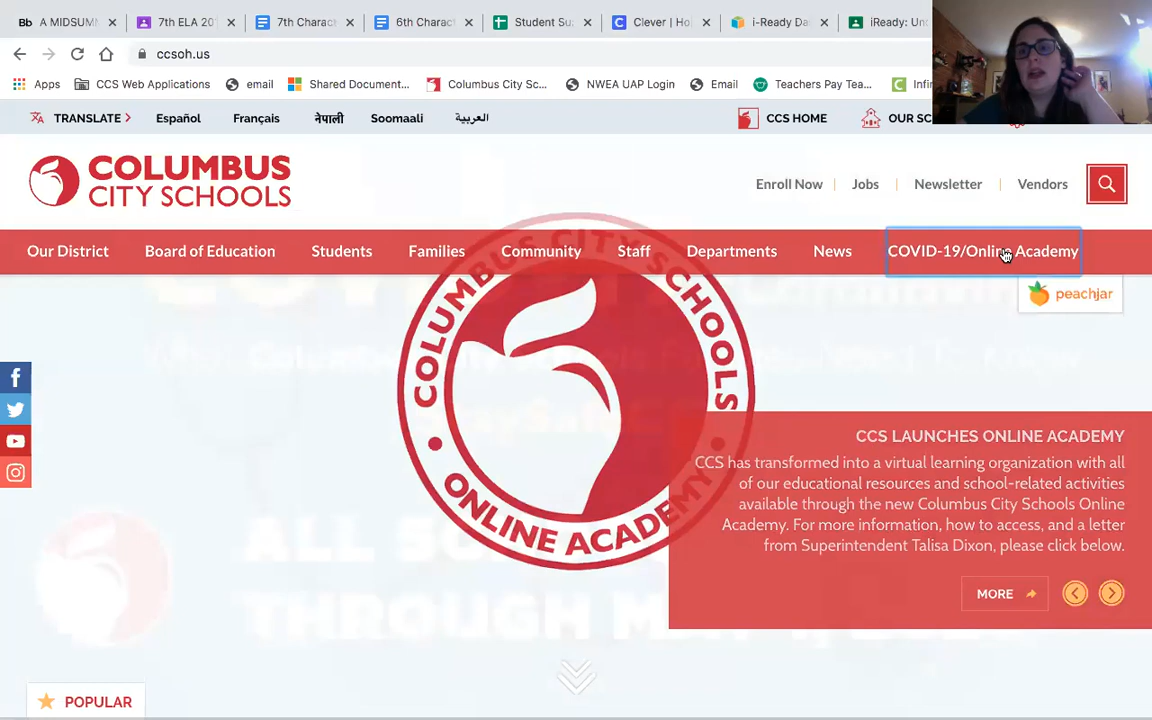 Bb A MIDSUMM
7th ELA 20
7th Charac
6th Charact
Student Su
Clever | Ho
i-Ready Da
iReady: Un
ccsoh.us
Apps
CCS Web Applications
email
Shared Document...
Columbus City Sc...
NWEA UAP Login
Email
Teachers Pay Tea...
Infin
TRANSLATE
Español
Français
नेपाली
Soomaali
العربية
CCS HOME
OUR SC
COLUMBUS
CITY SCHOOLS
Enroll Now
Jobs
Newsletter
Vendors
Our District
Board of Education
Students
Families
Community
Staff
Departments
News
COVID-19/Online Academy
peachjar
COLUMBUS CITY SCHOOLS
ONLINE ACADEMY
CCS LAUNCHES ONLINE ACADEMY
CCS has transformed into a virtual learning organization with all
of our educational resources and school-related activities
available through the new Columbus City Schools Online
Academy. For more information, how to access, and a letter
from Superintendent Talisa Dixon, please click below.
MORE
POPULAR